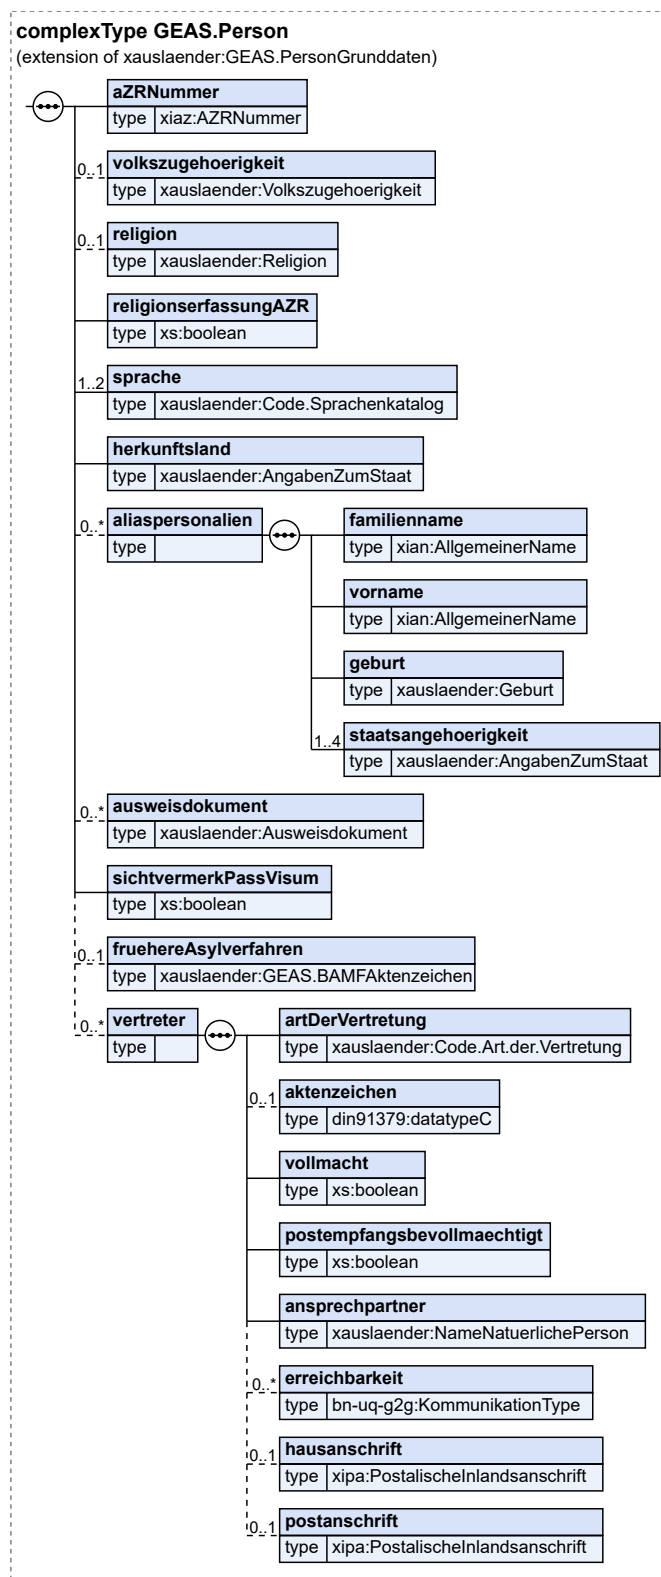 complexType GEAS.Person
(extension of xauslaender:GEAS.PersonGrunddaten)
aZRNummer
type xiaz:AZRNummer
0..1 volkszugehoerigkeit
type xauslaender:Volkszugehoerigkeit
0..1 religion
type xauslaender:Religion
religionserfassungAZR
type xs:boolean
1..2 sprache
type xauslaender:Code.Sprachenkatalog
herkunftsland
type xauslaender:AngabenZumStaat
0..* aliaspersonalien
type
familienname
type xian:AllgemeinerName
vorname
type xian:AllgemeinerName
geburt
type xauslaender:Geburt
1..4 staatsangehoerigkeit
type xauslaender:AngabenZumStaat
0..* ausweisdokument
type xauslaender:Ausweisdokument
sichtvermerkPassVisum
type xs:boolean
0..1 fruehereAsylverfahren
type xauslaender:GEAS.BAMFAktenzeichen
0..* vertreter
type
artDerVertretung
type xauslaender:Code.Art.der.Vertretung
0..1 aktenzeichen
type din91379:datatypeC
vollmacht
type xs:boolean
postempfangsbevollmaechtigt
type xs:boolean
ansprechpartner
type xauslaender:NameNatuerlichePerson
0..* erreichbarkeit
type bn-uq-g2g:KommunikationType
0..1 hausanschrift
type xipa:PostalischeInlandsanschrift
0..1 postanschrift
type xipa:PostalischeInlandsanschrift